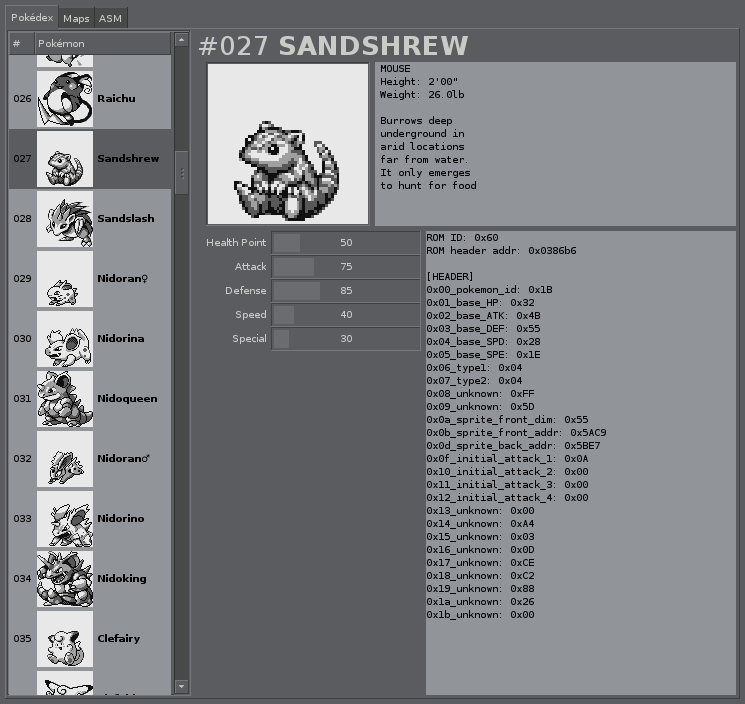 Pokédex Maps ASM
# Pokémon
026 Raichu
027 Sandshrew
028 Sandslash
029 Nidoran♀
030 Nidorina
031 Nidoqueen
032 Nidoran♂
033 Nidorino
034 Nidoking
035 Clefairy
#027 SANDSHREW
MOUSE
Height: 2'00"
Weight: 26.0lb
Burrows deep
underground in
arid locations
far from water.
It only emerges
to hunt for food
Health Point 50
Attack 75
Defense 85
Speed 40
Special 30
ROM ID: 0x60
ROM header addr: 0x0386b6
[HEADER]
0x00_pokemon_id: 0x1B
0x01_base_HP: 0x32
0x02_base_ATK: 0x4B
0x03_base_DEF: 0x55
0x04_base_SPD: 0x28
0x05_base_SPE: 0x1E
0x06_type1: 0x04
0x07_type2: 0x04
0x08_unknown: 0xFF
0x09_unknown: 0x5D
0x0a_sprite_front_dim: 0x55
0x0b_sprite_front_addr: 0x5AC9
0x0d_sprite_back_addr: 0x5BE7
0x0f_initial_attack_1: 0x0A
0x10_initial_attack_2: 0x00
0x11_initial_attack_3: 0x00
0x12_initial_attack_4: 0x00
0x13_unknown: 0x00
0x14_unknown: 0xA4
0x15_unknown: 0x03
0x16_unknown: 0x0D
0x17_unknown: 0xCE
0x18_unknown: 0xC2
0x19_unknown: 0x88
0x1a_unknown: 0x26
0x1b_unknown: 0x00